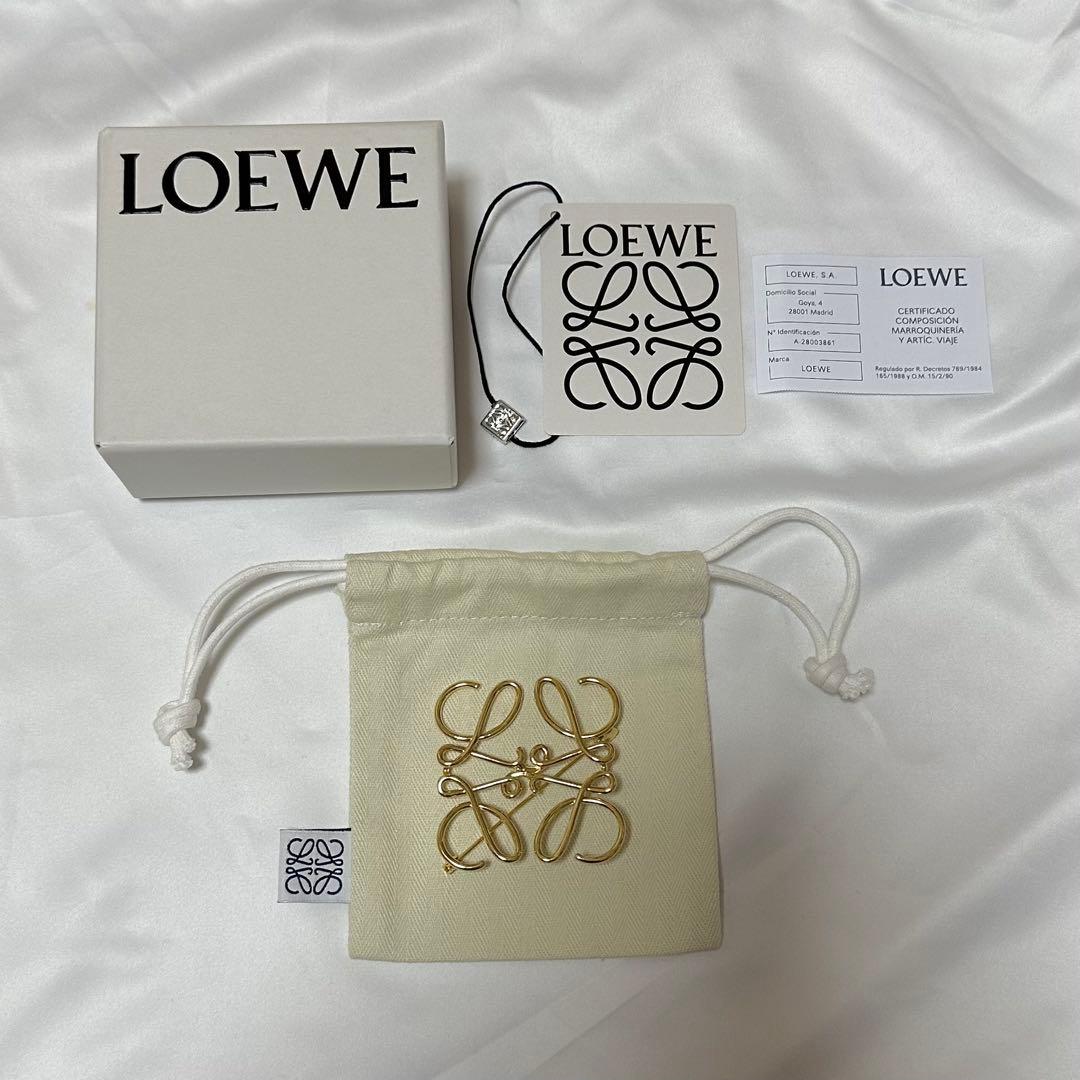 LOEWE
LOEWE
LOEWE, S.A.
Domicilio Social
Goya, 4
28001 Madrid
Nº Identificación
A-28003861
Marca
LOEWE
LOEWE
CERTIFICADO
COMPOSICIÓN
MARROQUINERÍA
Y ARTÍC. VIAJE
Regulado por R. Decretos 769/1984
165/1988 y O.M. 15/2/90